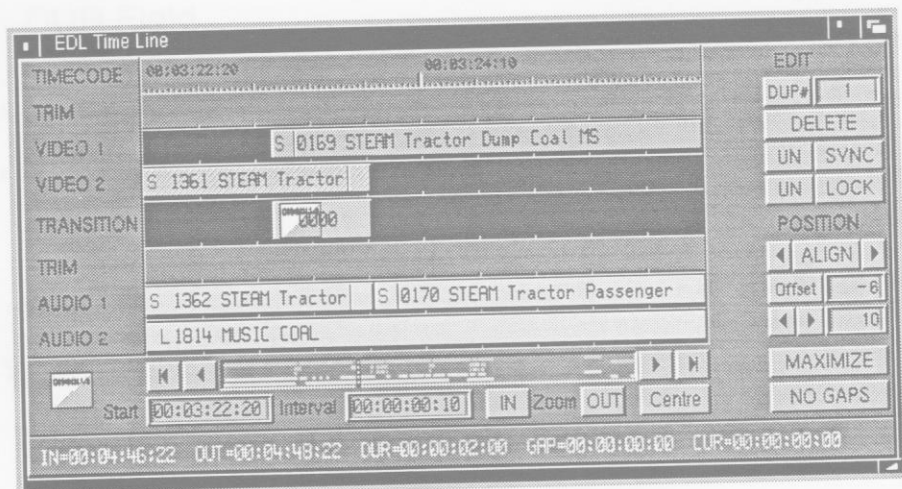 EDL Time Line
TIMECODE 00:03:22:20 00:03:24:10 EDIT
TRIM DUP# 1
VIDEO 1 S 0169 STEAM Tractor Dump Coal MS DELETE
VIDEO 2 S 1361 STEAM Tractor UN SYNC
UN LOCK
TRANSITION 0000 POSITION
TRIM ALIGN
AUDIO 1 S 1362 STEAM Tractor S 0170 STEAM Tractor Passenger Offset -6
AUDIO 2 L 1814 MUSIC COAL 10
MAXIMIZE
Start 00:03:22:20 Interval 00:00:00:10 IN Zoom OUT Centre NO GAPS
IN=00:04:46:22 OUT=00:04:48:22 DUR=00:00:02:00 GAP=00:00:00:00 CUR=00:00:00:00